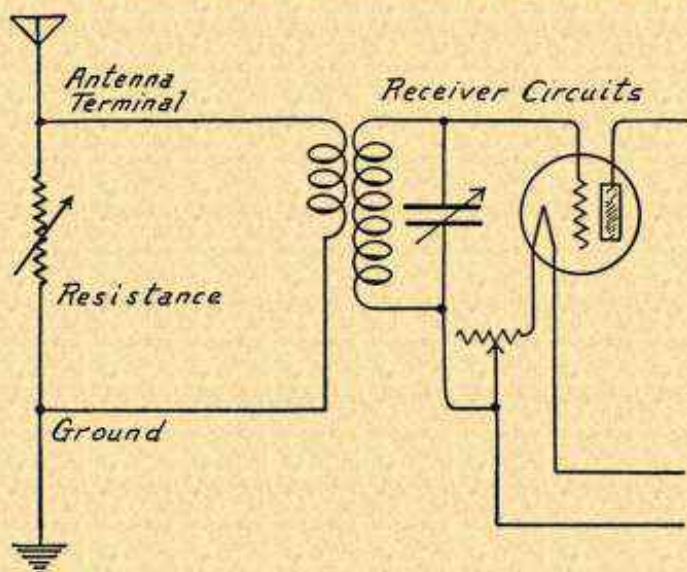 Antenna
Terminal
Receiver Circuits
Resistance
Ground